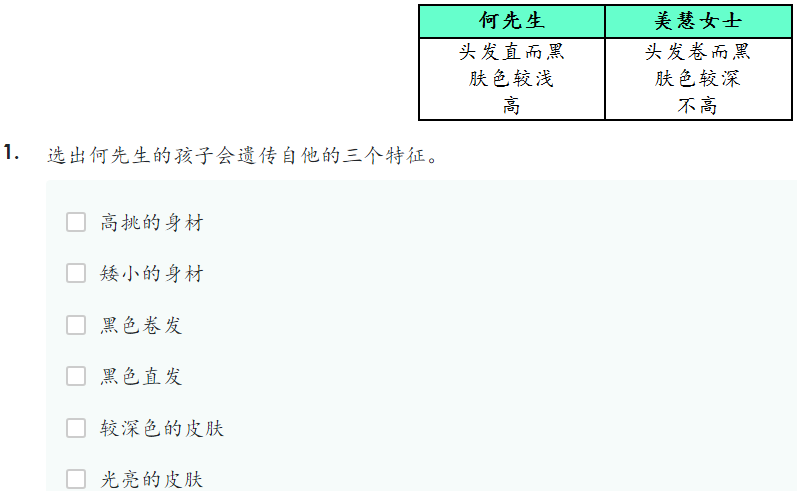 何先生 美慧女士
头发直而黑 头发卷而黑
肤色较浅 肤色较深
高 不高
1. 选出何先生的孩子会遗传自他的三个特征。
高挑的身材
矮小的身材
黑色卷发
黑色直发
较深色的皮肤
光亮的皮肤